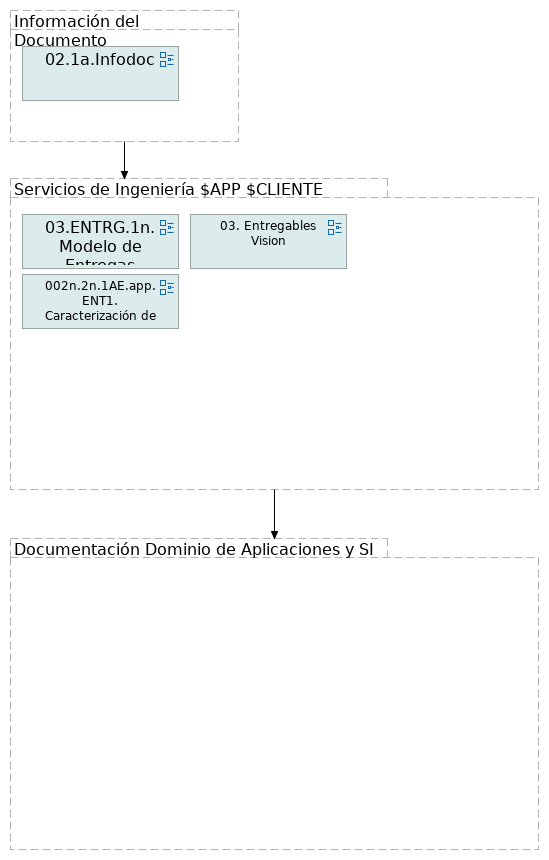 Información del
Documento
02.1a.Infodoc
Servicios de Ingeniería $APP $CLIENTE
03.ENTRG.1n.
Modelo de
Entregas
03. Entregables
Vision
002n.2n.1AE.app.
ENT1.
Caracterización de
Documentación Dominio de Aplicaciones y SI